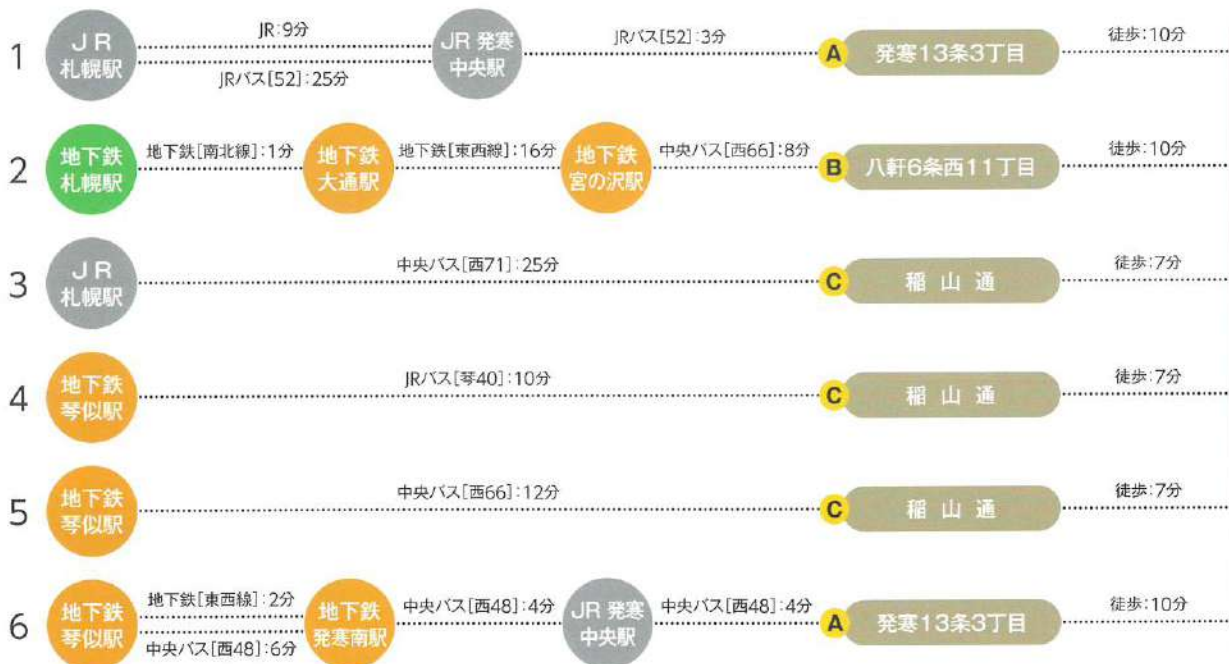 1
JR
札幌駅
JR:9分
JRバス[52]:25分
JR 発寒
中央駅
JRバス[52]:3分
A
発寒13条3丁目
徒歩:10分
2
地下鉄
札幌駅
地下鉄[南北線]:1分
地下鉄
大通駅
地下鉄[東西線]:16分
地下鉄
宮の沢駅
中央バス[西66]:8分
B
八軒6条西11丁目
徒歩:10分
3
JR
札幌駅
中央バス[西71]:25分
C
稲山通
徒歩:7分
4
地下鉄
琴似駅
JRバス[琴40]:10分
C
稲山通
徒歩:7分
5
地下鉄
琴似駅
中央バス[西66]:12分
C
稲山通
徒歩:7分
6
地下鉄
琴似駅
地下鉄[東西線]:2分
中央バス[西48]:6分
地下鉄
発寒南駅
中央バス[西48]:4分
JR 発寒
中央駅
中央バス[西48]:4分
A
発寒13条3丁目
徒歩:10分